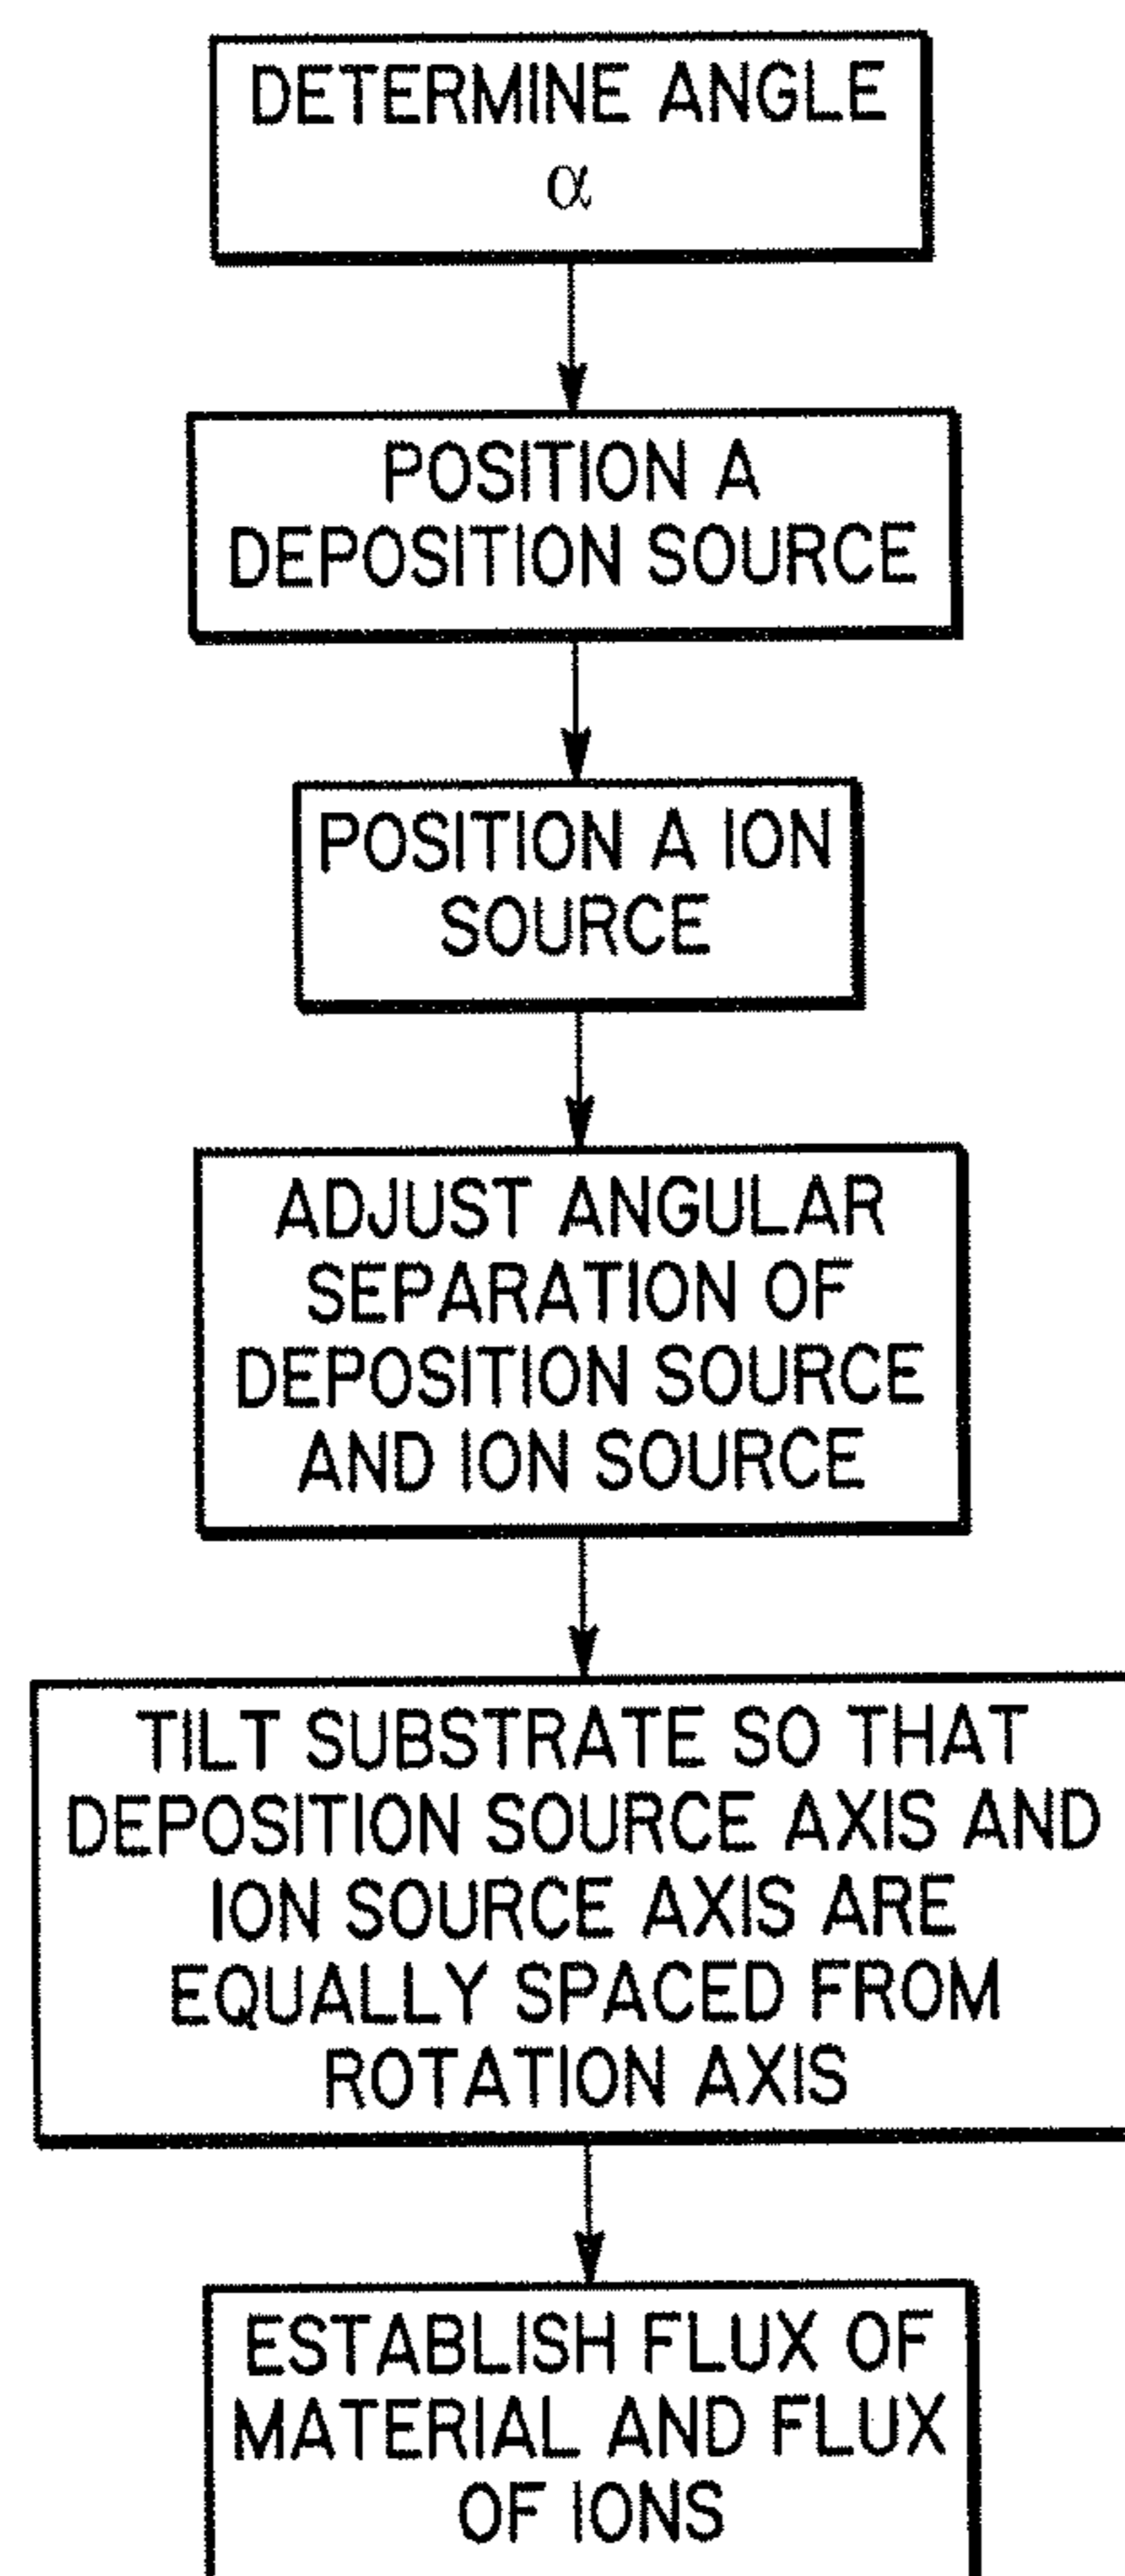 DETERMINE ANGLE
α
POSITION A
DEPOSITION SOURCE
POSITION A ION
SOURCE
ADJUST ANGULAR
SEPARATION OF
DEPOSITION SOURCE
AND ION SOURCE
TILT SUBSTRATE SO THAT
DEPOSITION SOURCE AXIS AND
ION SOURCE AXIS ARE
EQUALLY SPACED FROM
ROTATION AXIS
ESTABLISH FLUX OF
MATERIAL AND FLUX
OF IONS